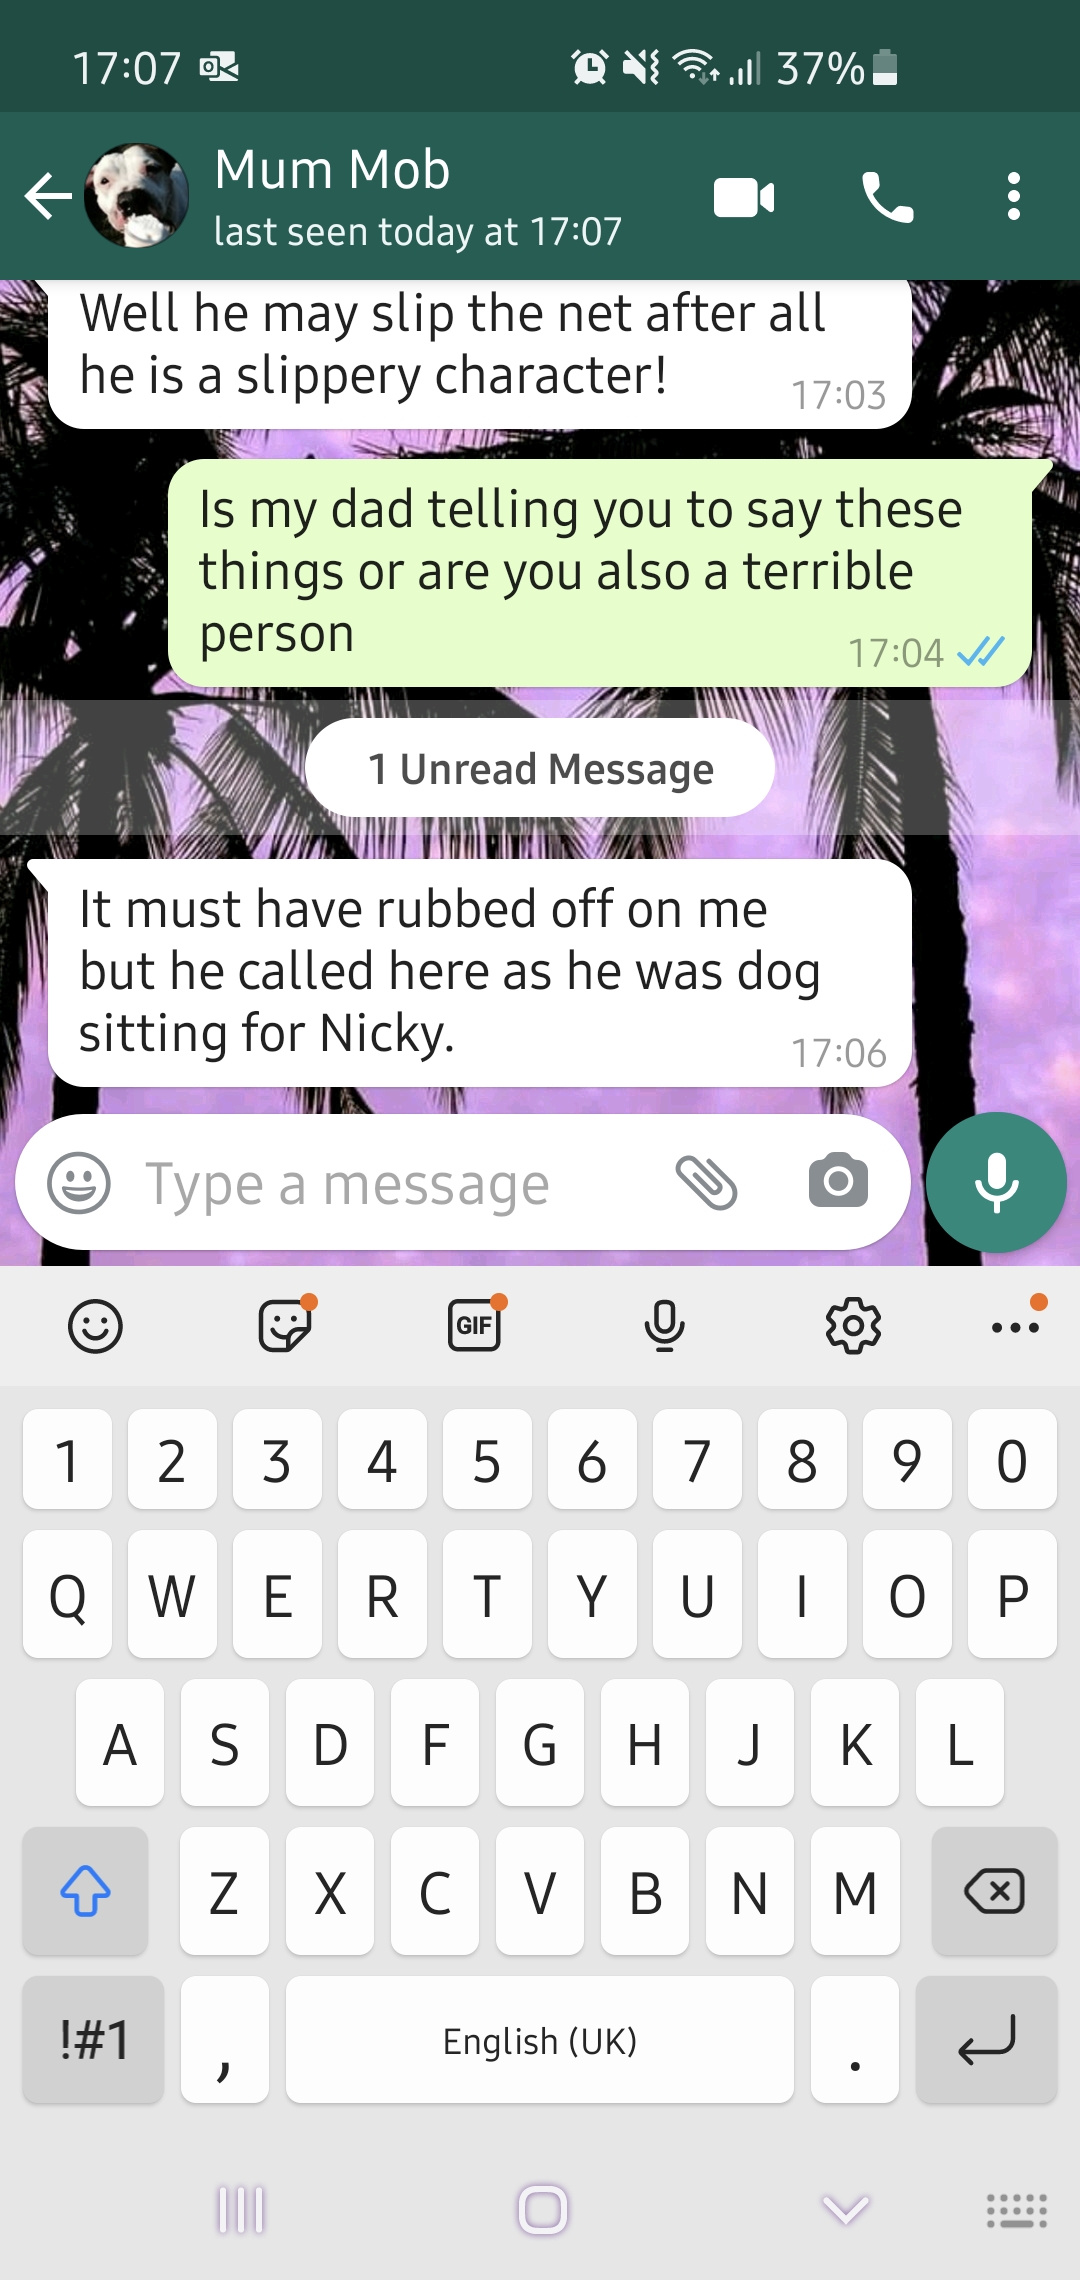 17:07
37%
Mum Mob
last seen today at 17:07
Well he may slip the net after all
he is a slippery character!
17:03
Is my dad telling you to say these
things or are you also a terrible
person
17:04
1 Unread Message
It must have rubbed off on me
but he called here as he was dog
sitting for Nicky.
17:06
Type a message
GIF
1 2 3 4 5 6 7 8 9 0
Q W E R T Y U I O P
A S D F G H J K L
Z X C V B N M
!#1 , English (UK) .